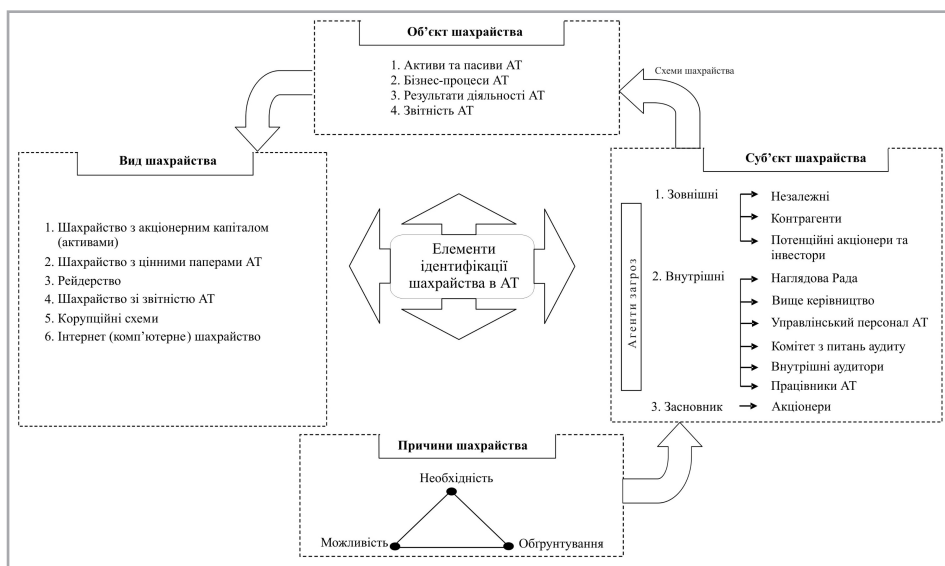 Об’єкт шахрайства
1. Активи та пасиви АТ
2. Бізнес-процеси АТ
3. Результати діяльності АТ
4. Звітність АТ
Схеми шахрайства
Вид шахрайства
1. Шахрайство з акціонерним капіталом
(активами)
2. Шахрайство з цінними паперами АТ
3. Рейдерство
4. Шахрайство зі звітністю АТ
5. Корупційні схеми
6. Інтернет (комп’ютерне) шахрайство
Елементи
ідентифікації
шахрайства в АТ
Суб’єкт шахрайства
Агенти загроз
1. Зовнішні
Незалежні
Контрагенти
Потенційні акціонери та
інвестори
2. Внутрішні
Наглядова Рада
Вище керівництво
Управлінський персонал АТ
Комітет з питань аудиту
Внутрішні аудитори
Працівники АТ
3. Засновник
Акціонери
Причини шахрайства
Необхідність
Можливість
Обґрунтування